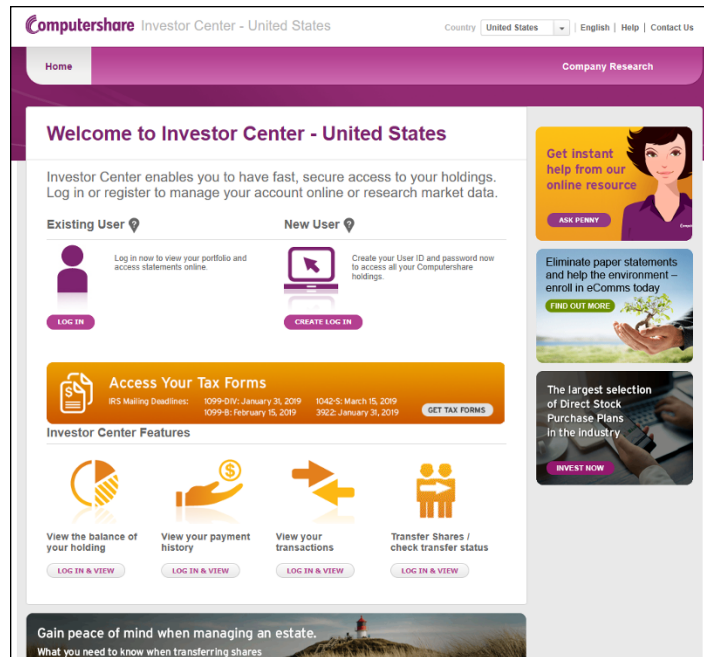 Computershare Investor Center - United States
Country United States | English | Help | Contact Us
Home
Company Research
Welcome to Investor Center - United States
Investor Center enables you to have fast, secure access to your holdings.
Log in or register to manage your account online or research market data.
Existing User ?
Log in now to view your portfolio and
access statements online.
LOG IN
New User ?
Create your User ID and password now
to access all your Computershare
holdings.
CREATE LOG IN
Access Your Tax Forms
IRS Mailing Deadlines: 1099-DIV: January 31, 2019 1042-S: March 15, 2019
1099-B: February 15, 2019 3922: January 31, 2019
GET TAX FORMS
Investor Center Features
View the balance of
your holding
LOG IN & VIEW
View your payment
history
LOG IN & VIEW
View your
transactions
LOG IN & VIEW
Transfer Shares /
check transfer status
LOG IN & VIEW
Gain peace of mind when managing an estate.
What you need to know when transferring shares
Get instant
help from our
online resource
ASK PENNY
Eliminate paper statements
and help the environment –
enroll in eComms today
FIND OUT MORE
The largest selection
of Direct Stock
Purchase Plans
in the industry
INVEST NOW